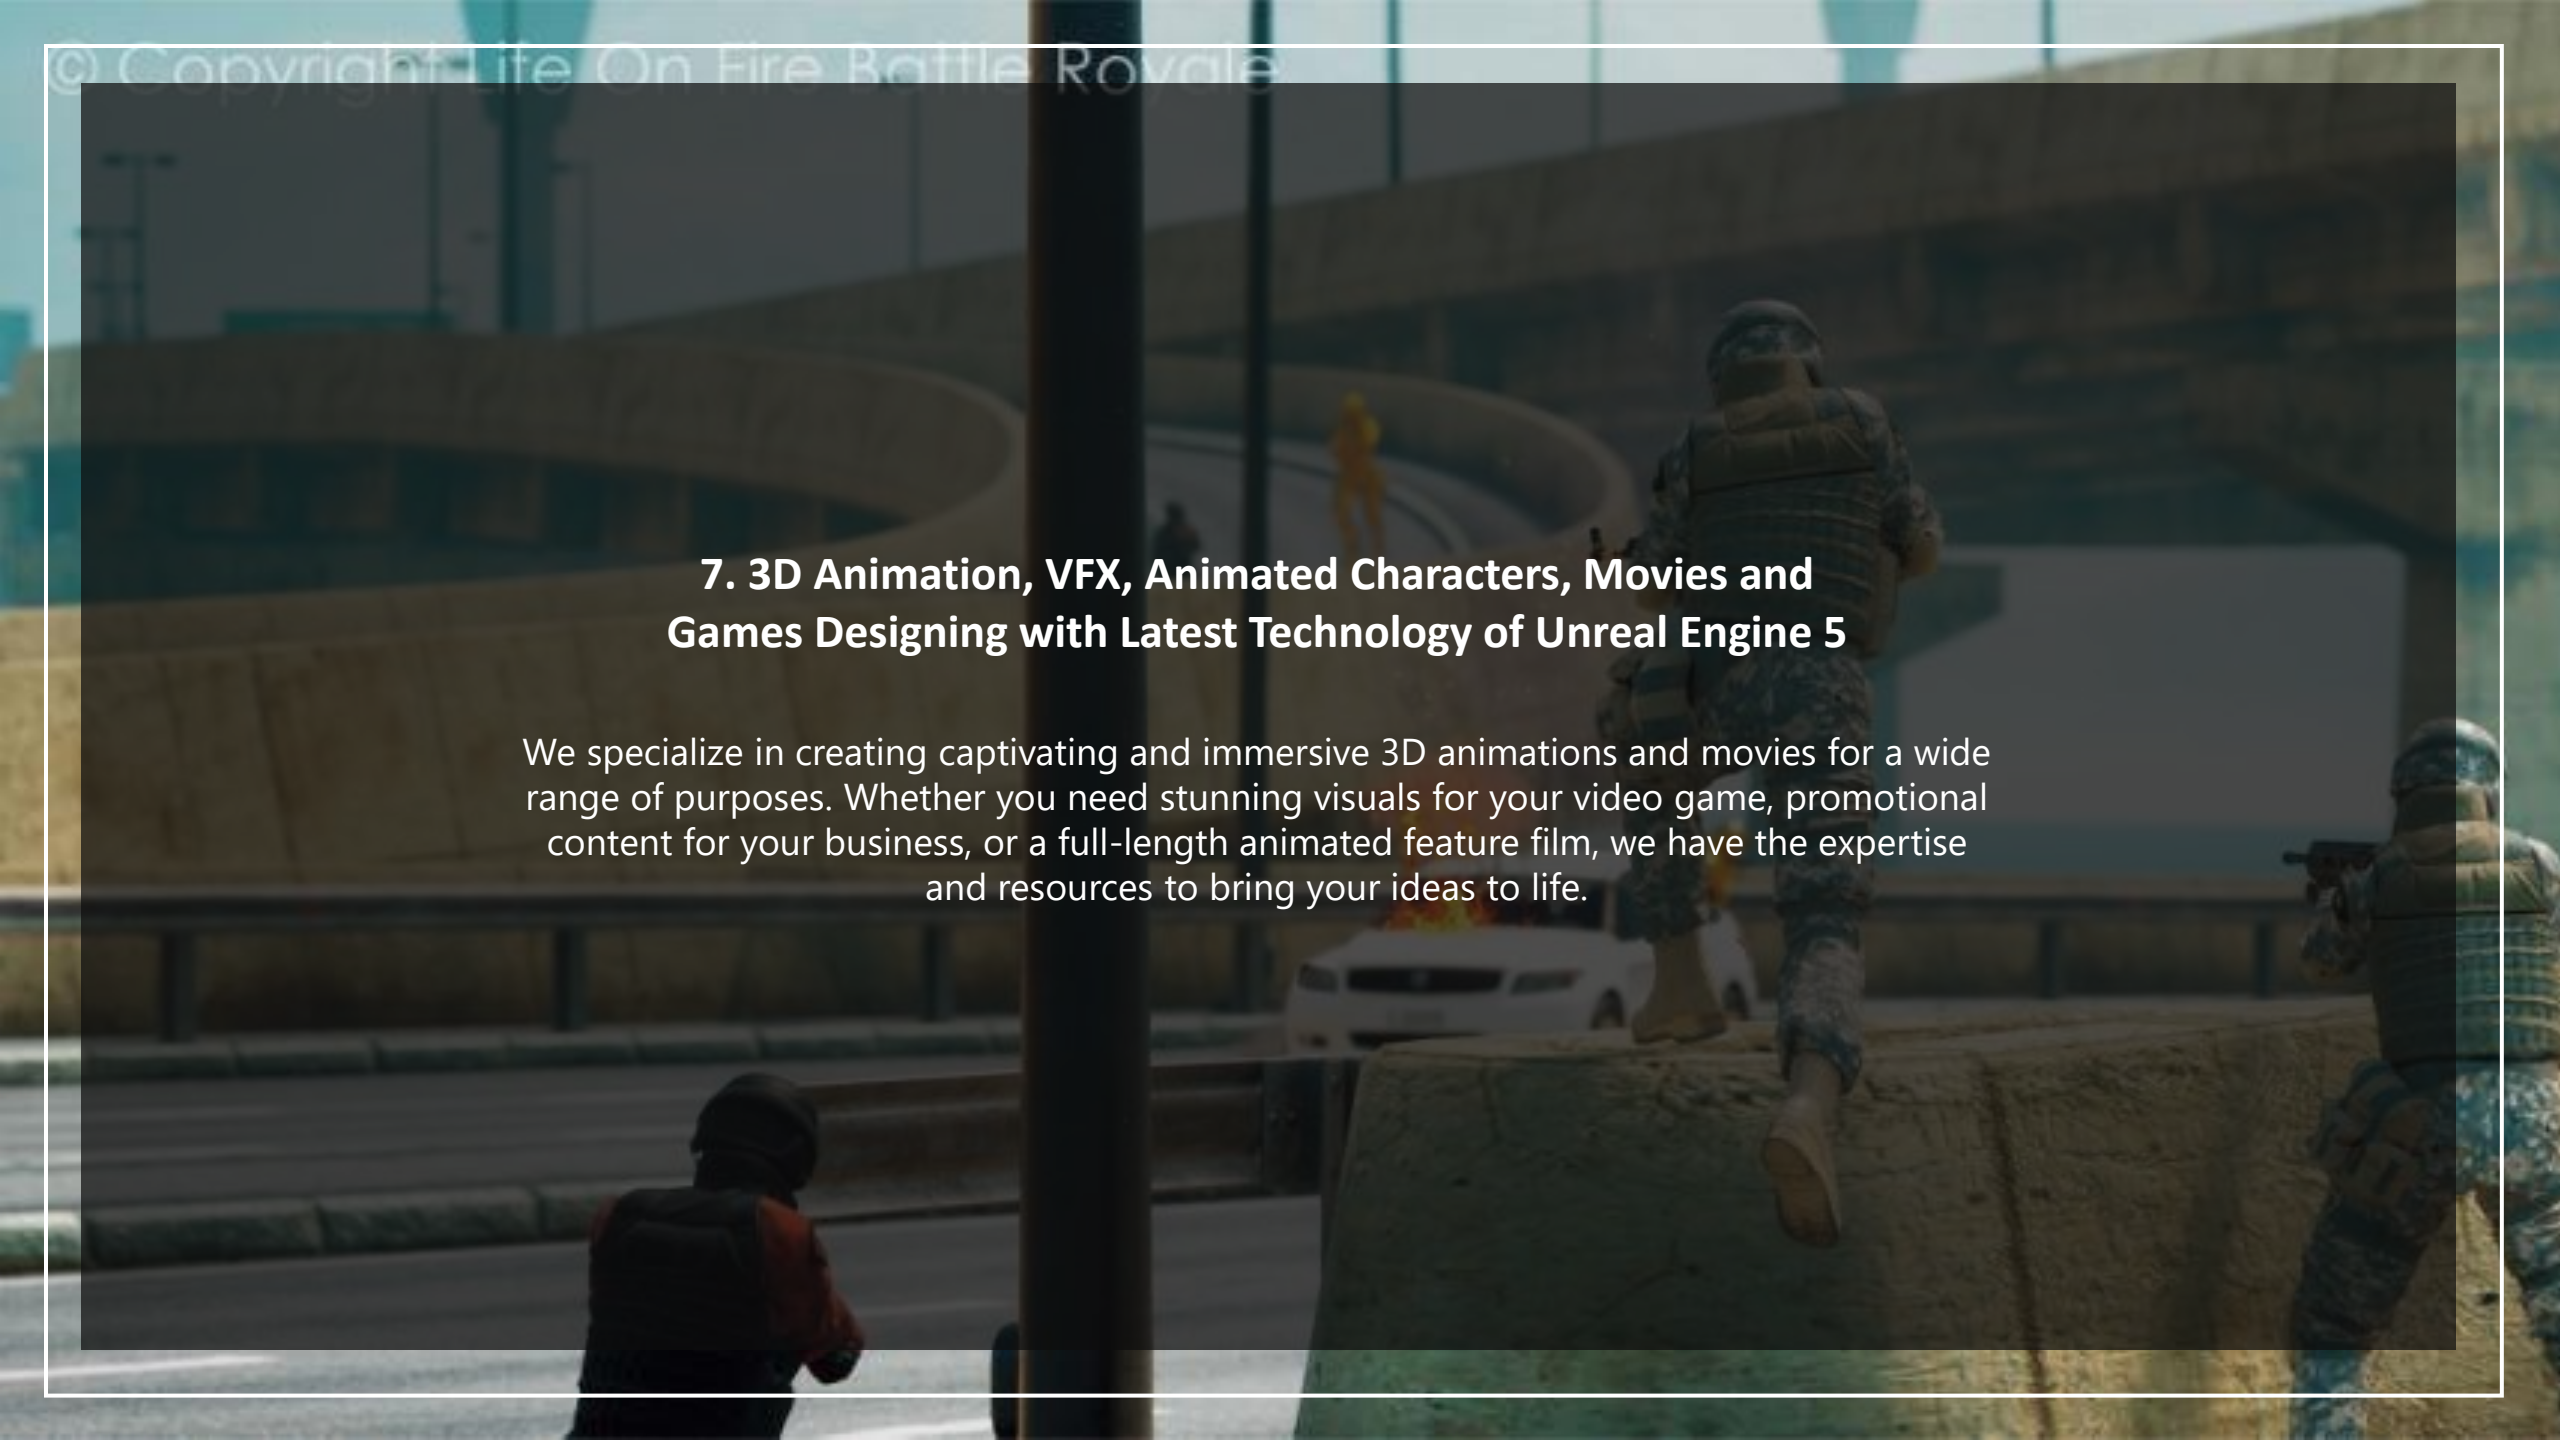 © Copyright Life On Fire Battle Royale
7. 3D Animation, VFX, Animated Characters, Movies and
Games Designing with Latest Technology of Unreal Engine 5
We specialize in creating captivating and immersive 3D animations and movies for a wide
range of purposes. Whether you need stunning visuals for your video game, promotional
content for your business, or a full-length animated feature film, we have the expertise
and resources to bring your ideas to life.